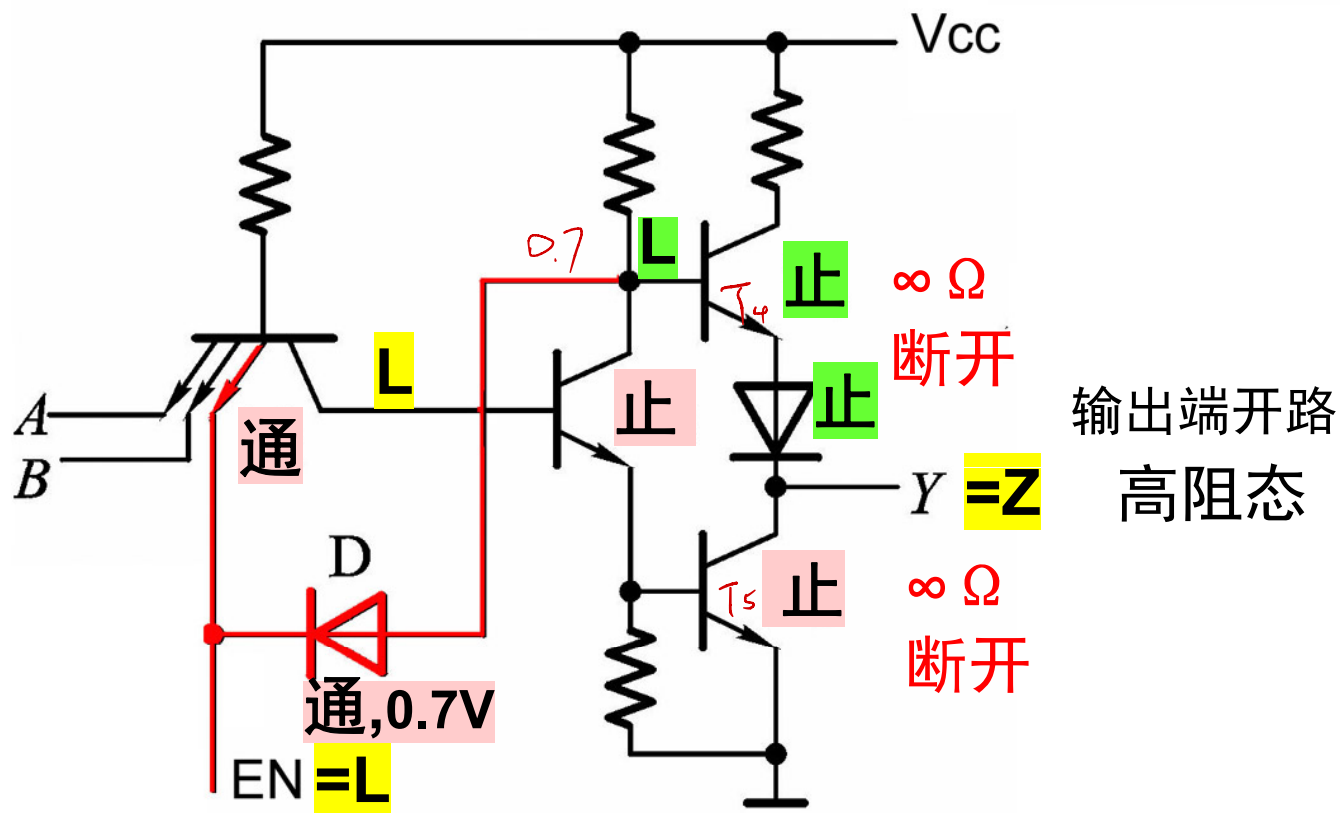 Vcc
0.7
L
止
∞ Ω
T4
断开
L
止
止
A
通
B
输出端开路
Y =Z
高阻态
D
T5
止
∞ Ω
断开
通,0.7V
EN =L